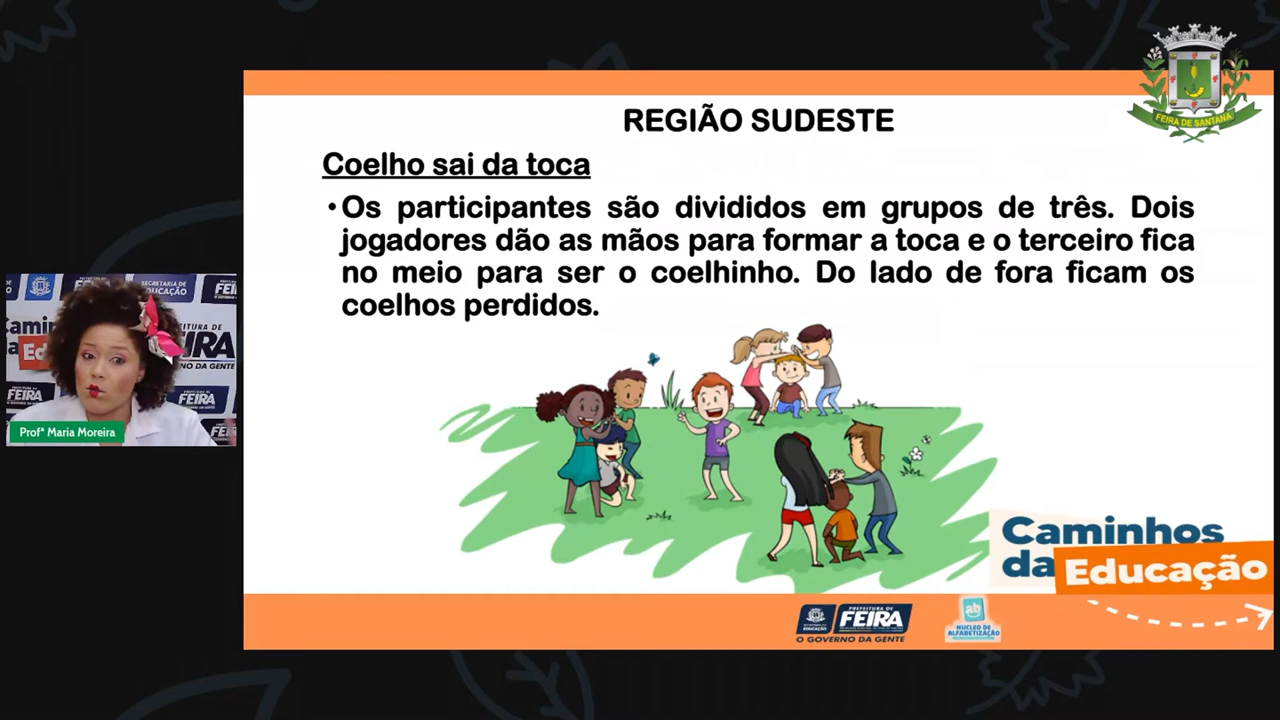 FEIRA DE SANTANA
REGIÃO SUDESTE
Coelho sai da toca
• Os participantes são divididos em grupos de três. Dois
jogadores dão as mãos para formar a toca e o terceiro fica
no meio para ser o coelhinho. Do lado de fora ficam os
coelhos perdidos.
SECRETARIA DE
EDUCAÇÃO
FEIRA
Profª Maria Moreira
Caminhos
da Educação
PREFEITURA DE
FEIRA
O GOVERNO DA GENTE
ab
NÚCLEO DE
ALFABETIZAÇÃO